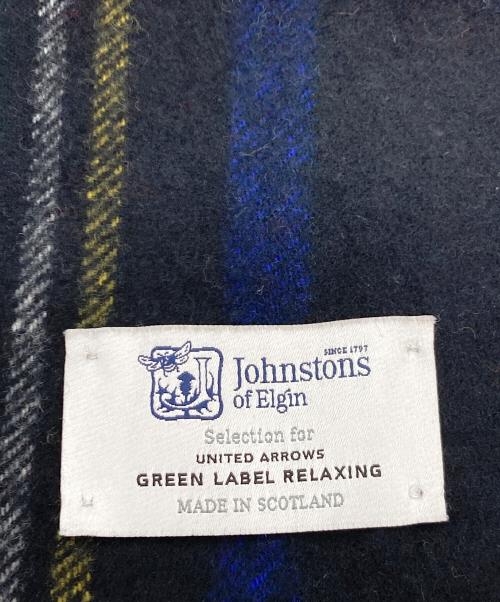 SINCE 1797
Johnstons
of Elgin
Selection for
UNITED ARROWS
GREEN LABEL RELAXING
MADE IN SCOTLAND